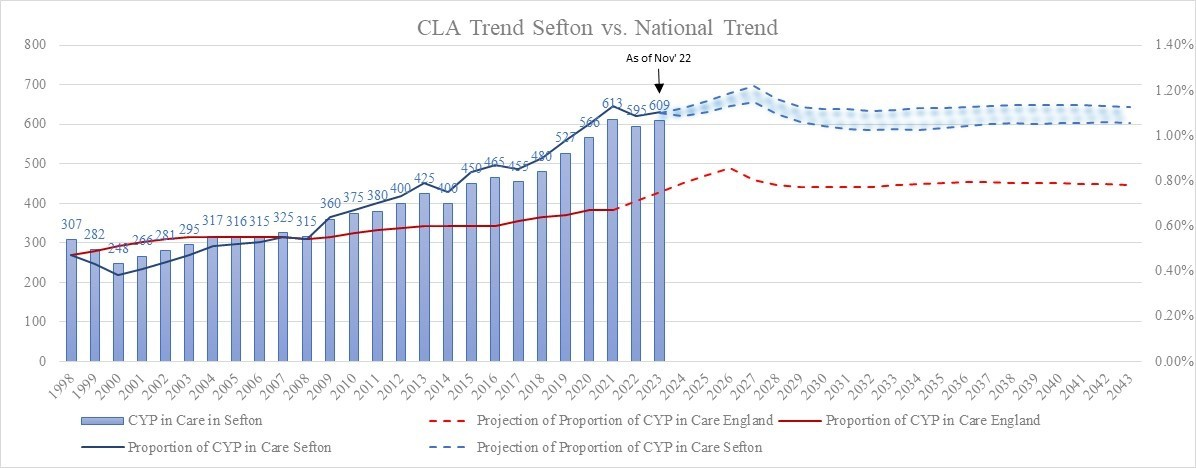 CLA Trend Sefton vs. National Trend
800 1.40%
As of Nov' 22
700 1.20%
600 1.00%
500
400 0.80%
300 0.60%
200 0.40%
100 0.20%
0 0.00%
307 282 248 266 281 295 317 316 315 325 315 360 375 380 400 425 400 450 465 455 480 527 566 613 595 609
1998 1999 2000 2001 2002 2003 2004 2005 2006 2007 2008 2009 2010 2011 2012 2013 2014 2015 2016 2017 2018 2019 2020 2021 2022 2023 2024 2025 2026 2027 2028 2029 2030 2031 2032 2033 2034 2035 2036 2037 2038 2039 2040 2041 2042 2043
CYP in Care in Sefton Projection of Proportion of CYP in Care England Proportion of CYP in Care England
Proportion of CYP in Care Sefton Projection of Proportion of CYP in Care Sefton